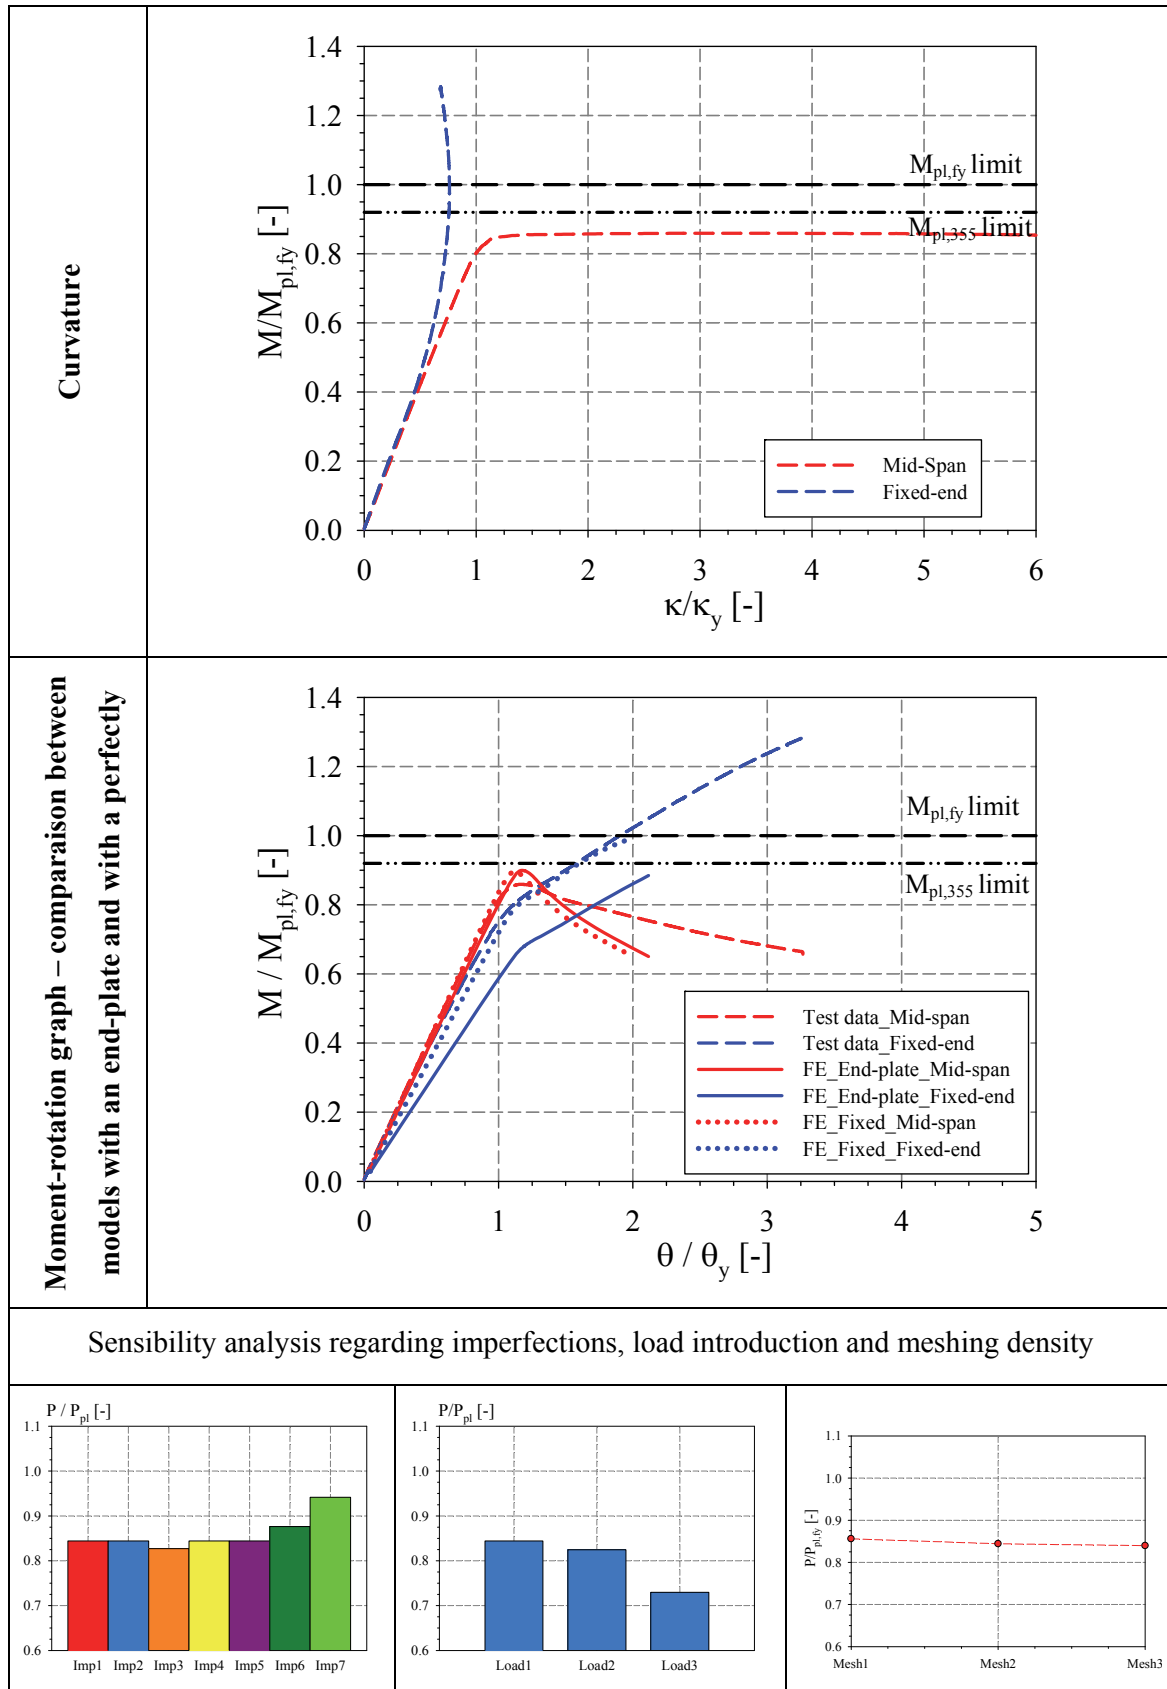 Curvature
1.4
1.2
1.0
0.8
0.6
0.4
0.2
0.0
M/M_pl,fy [-]
M_pl,fy limit
M_pl,355 limit
Mid-Span
Fixed-end
0 1 2 3 4 5 6
κ/κ_y [-]
Moment-rotation graph – comparison between
models with an end-plate and with a perfectly
1.4
1.2
1.0
0.8
0.6
0.4
0.2
0.0
M / M_pl,fy [-]
M_pl,fy limit
M_pl,355 limit
Test data_Mid-span
Test data_Fixed-end
FE_End-plate_Mid-span
FE_End-plate_Fixed-end
FE_Fixed_Mid-span
FE_Fixed_Fixed-end
0 1 2 3 4 5
θ / θ_y [-]
Sensibility analysis regarding imperfections, load introduction and meshing density
P / P_pl [-]
1.1
1.0
0.9
0.8
0.7
0.6
Imp1 Imp2 Imp3 Imp4 Imp5 Imp6 Imp7
P/P_pl [-]
1.1
1.0
0.9
0.8
0.7
0.6
Load1 Load2 Load3
P/P_pl,fy [-]
1.1
1.0
0.9
0.8
0.7
0.6
Mesh1 Mesh2 Mesh3